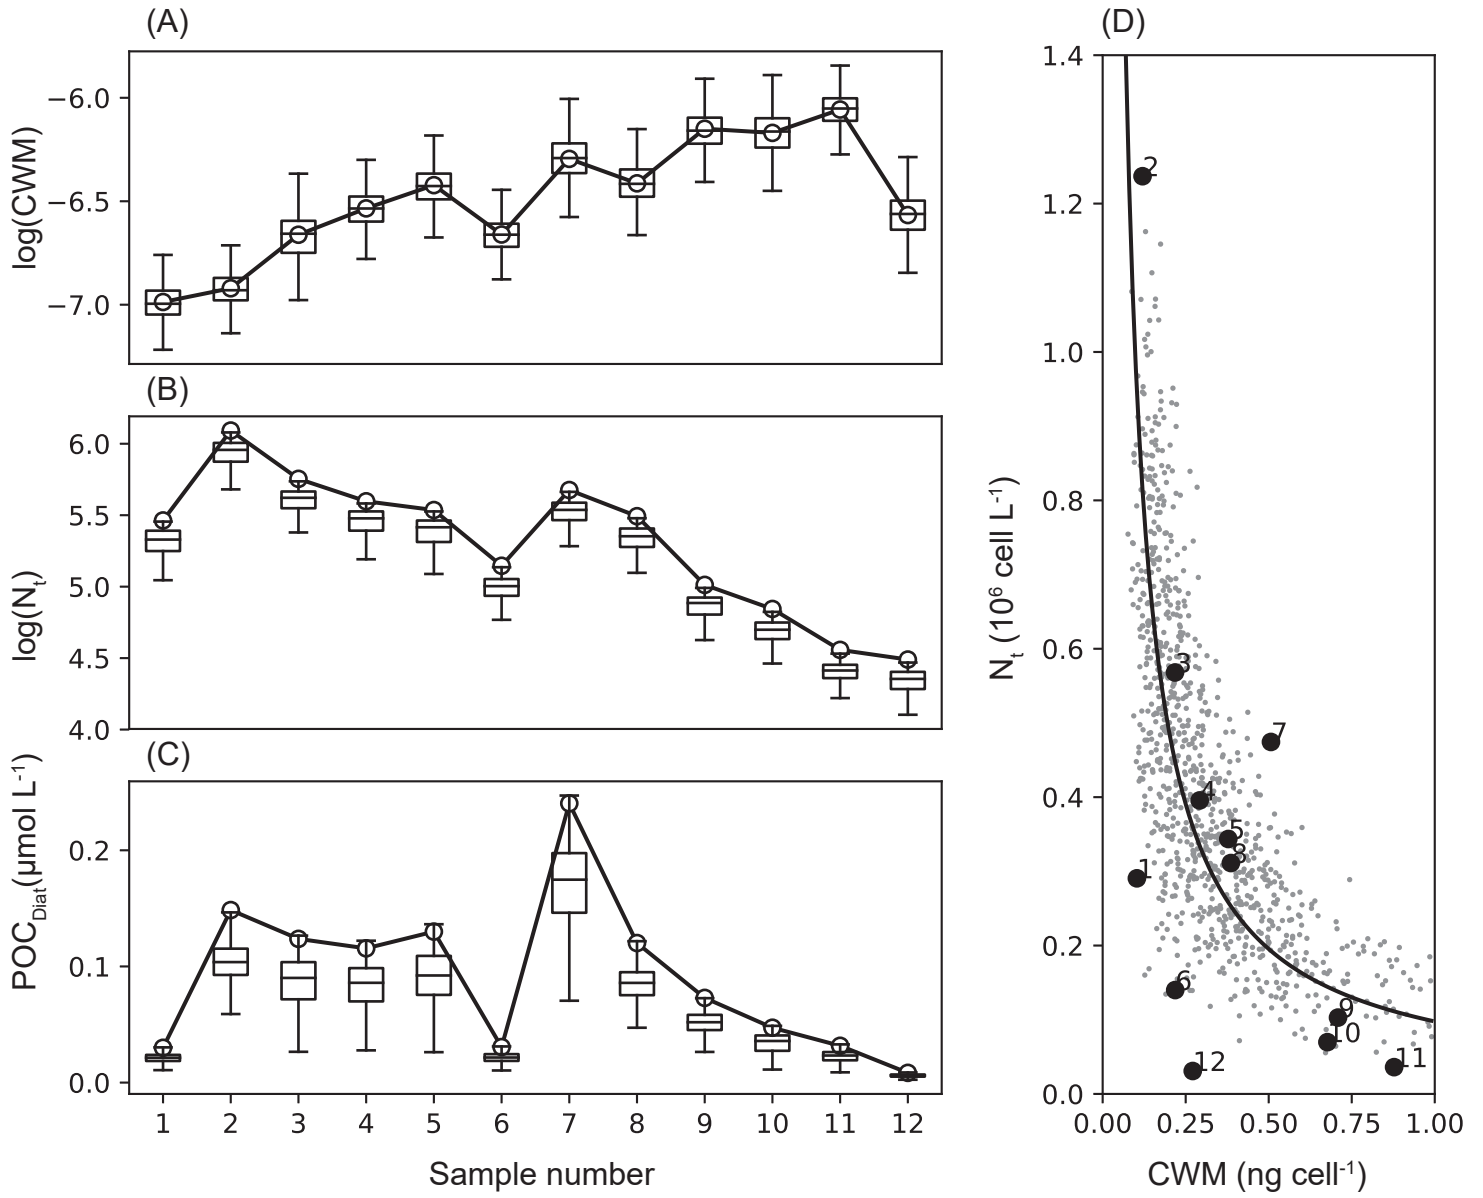 (A)
log(CWM)
−6.0
−6.5
−7.0
(B)
log(Nt)
6.0
5.5
5.0
4.5
4.0
(C)
POCDiat(μmol L-1)
0.2
0.1
0.0
1 2 3 4 5 6 7 8 9 10 11 12
Sample number
(D)
Nt (10⁶ cell L-1)
1.4
1.2
1.0
0.8
0.6
0.4
0.2
0.0
2
3
7
4
5
8
1
6
9
10
11
12
0.00 0.25 0.50 0.75 1.00
CWM (ng cell-1)